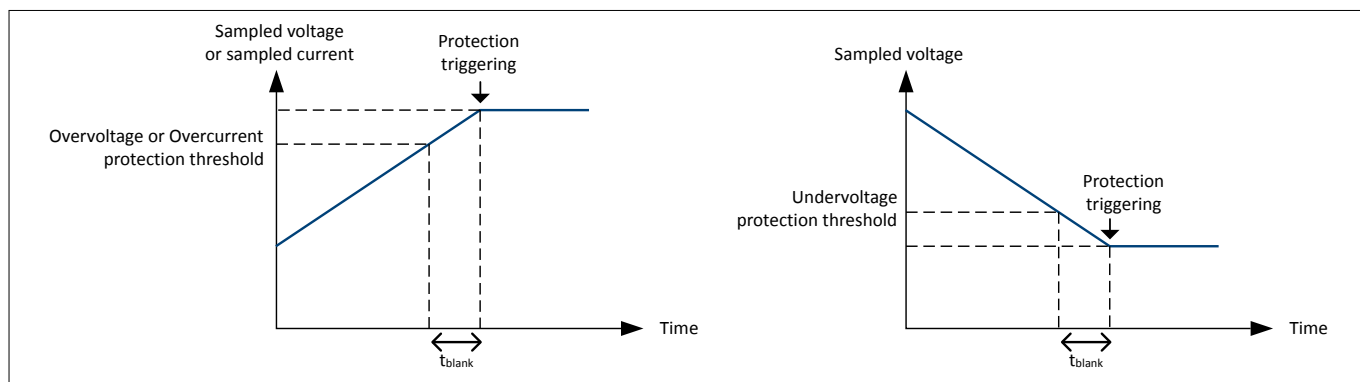 Sampled voltage
or sampled current
Protection
triggering
Overvoltage or Overcurrent
protection threshold
Time
tblank
Sampled voltage
Protection
triggering
Undervoltage
protection threshold
Time
tblank